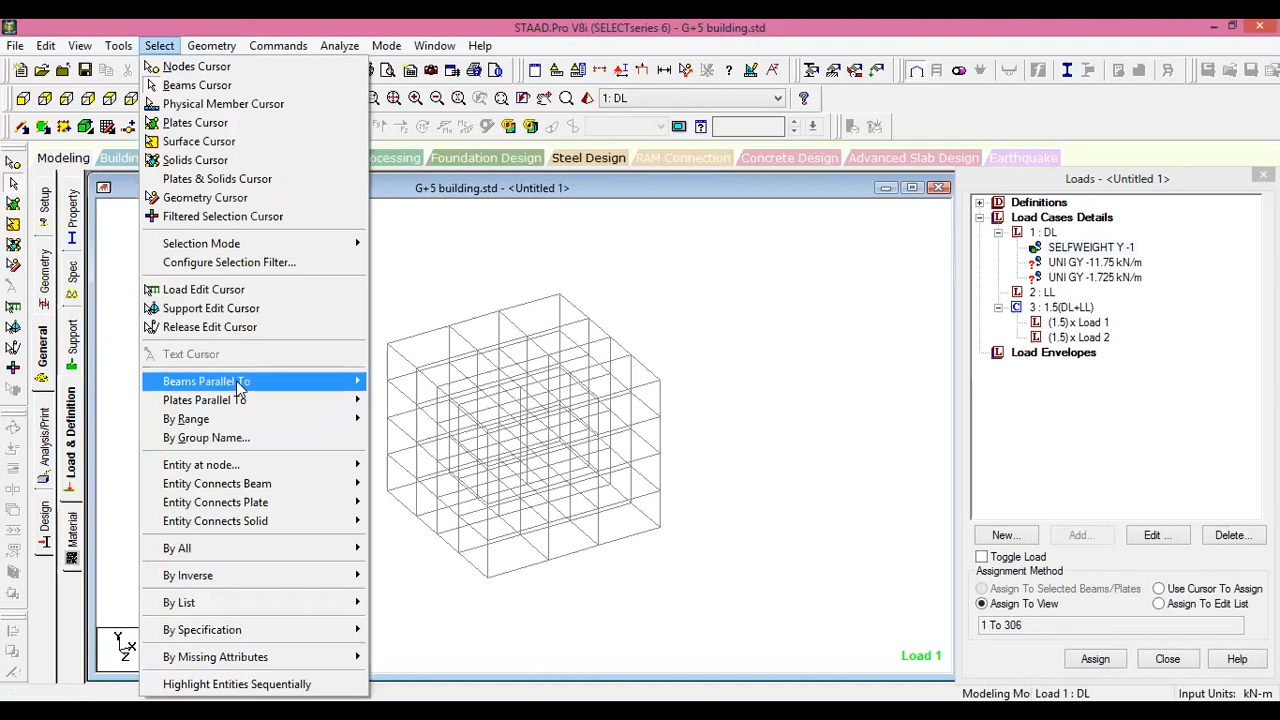 STAAD.Pro V8i (SELECTseries 6) - G+5 building.std
File Edit View Tools Select Geometry Commands Analyze Mode Window Help
Nodes Cursor
Beams Cursor
Physical Member Cursor
Plates Cursor
Surface Cursor
Solids Cursor
Plates & Solids Cursor
Geometry Cursor
Filtered Selection Cursor
Selection Mode
Configure Selection Filter...
Load Edit Cursor
Support Edit Cursor
Release Edit Cursor
Text Cursor
Beams Parallel To
Plates Parallel To
By Range
By Group Name...
Entity at node...
Entity Connects Beam
Entity Connects Plate
Entity Connects Solid
By All
By Inverse
By List
By Specification
By Missing Attributes
Highlight Entities Sequentially
1: DL
Modeling Foundation Design Steel Design RAM Connection Concrete Design Advanced Slab Design Earthquake
Setup
Geometry
General
Analysis/Print
Design
Property
Spec
Support
Load & Definition
Material
G+5 building.std - <Untitled 1>
Y
X
Z
Load 1
Loads - <Untitled 1>
Definitions
Load Cases Details
1 : DL
SELFWEIGHT Y -1
UNI GY -11.75 kN/m
UNI GY -1.725 kN/m
2 : LL
3 : 1.5(DL+LL)
(1.5) x Load 1
(1.5) x Load 2
Load Envelopes
New... Add... Edit ... Delete...
Toggle Load
Assignment Method
Assign To Selected Beams/Plates Use Cursor To Assign
Assign To View Assign To Edit List
1 To 306
Assign Close Help
Modeling Mo Load 1 : DL Input Units: kN-m